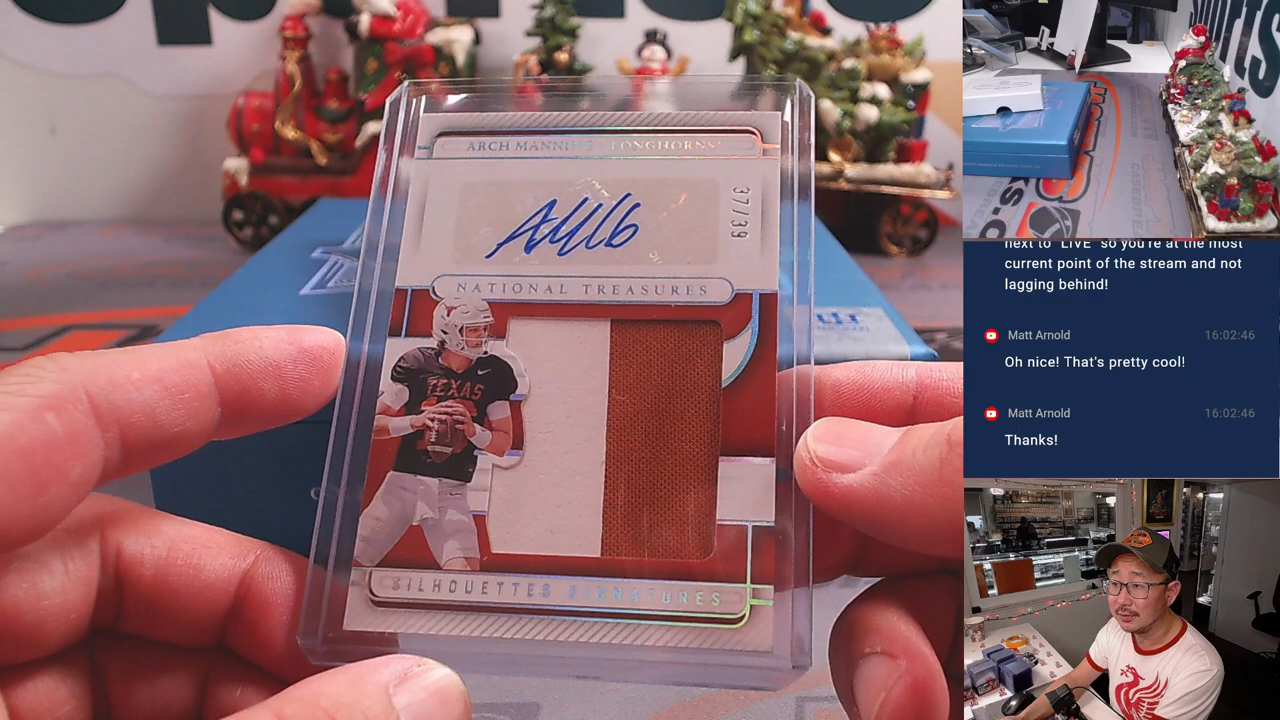 ARCH MANNING - LONGHORNS
37/39
NATIONAL TREASURES
TEXAS
SILHOUETTES SIGNATURES
next to "LIVE" so you're at the most
current point of the stream and not
lagging behind!
Matt Arnold 16:02:46
Oh nice! That's pretty cool!
Matt Arnold 16:02:46
Thanks!